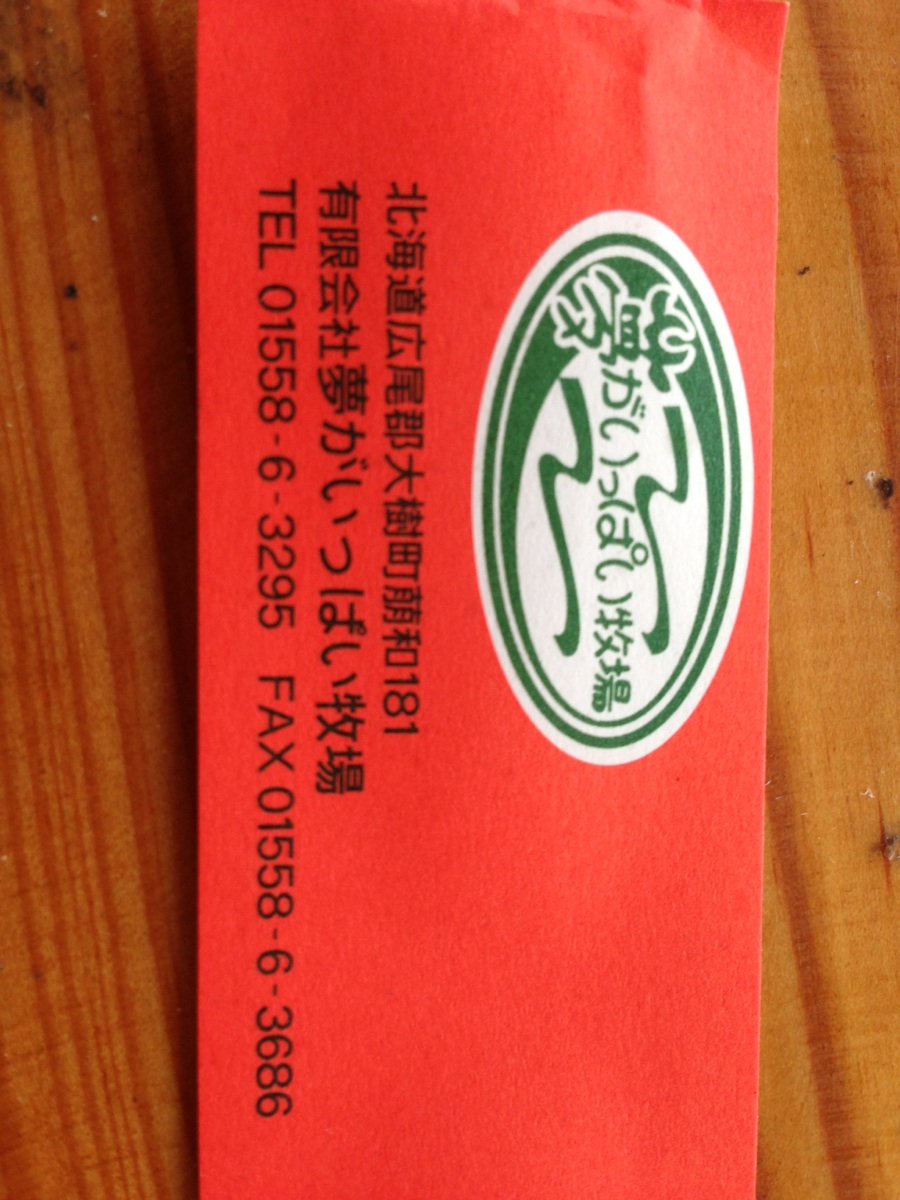 夢がいっぱい牧場
北海道広尾郡大樹町萠和181
有限会社夢がいっぱい牧場
TEL 01558-6-3295 FAX 01558-6-3686